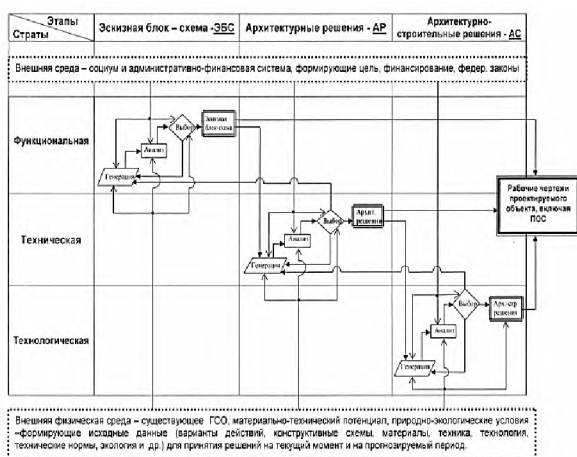 Этапы
Страты
Эскизная блок – схема -ЭБС
Архитектурные решения - АР
Архитектурно-
строительные решения - АС
Внешняя среда – социум и административно-финансовая система, формирующие цель, финансирование, федер. законы
Функциональная
Генерация
Анализ
Выбор
Эскизная
блок-схема
Рабочие чертежи
проектируемого
объекта, включая
ПОС
Техническая
Генерация
Анализ
Выбор
Архит.
решения
Технологическая
Генерация
Анализ
Выбор
Арх.-стр.
решения
Внешняя физическая среда – существующее ГСО, материально-технический потенциал, природно-экологические условия
–формирующие исходные данные (варианты действий, конструктивные схемы, материалы, техника, технология,
технические нормы, экология и др.) для принятия решений на текущий момент и на прогнозируемый период.